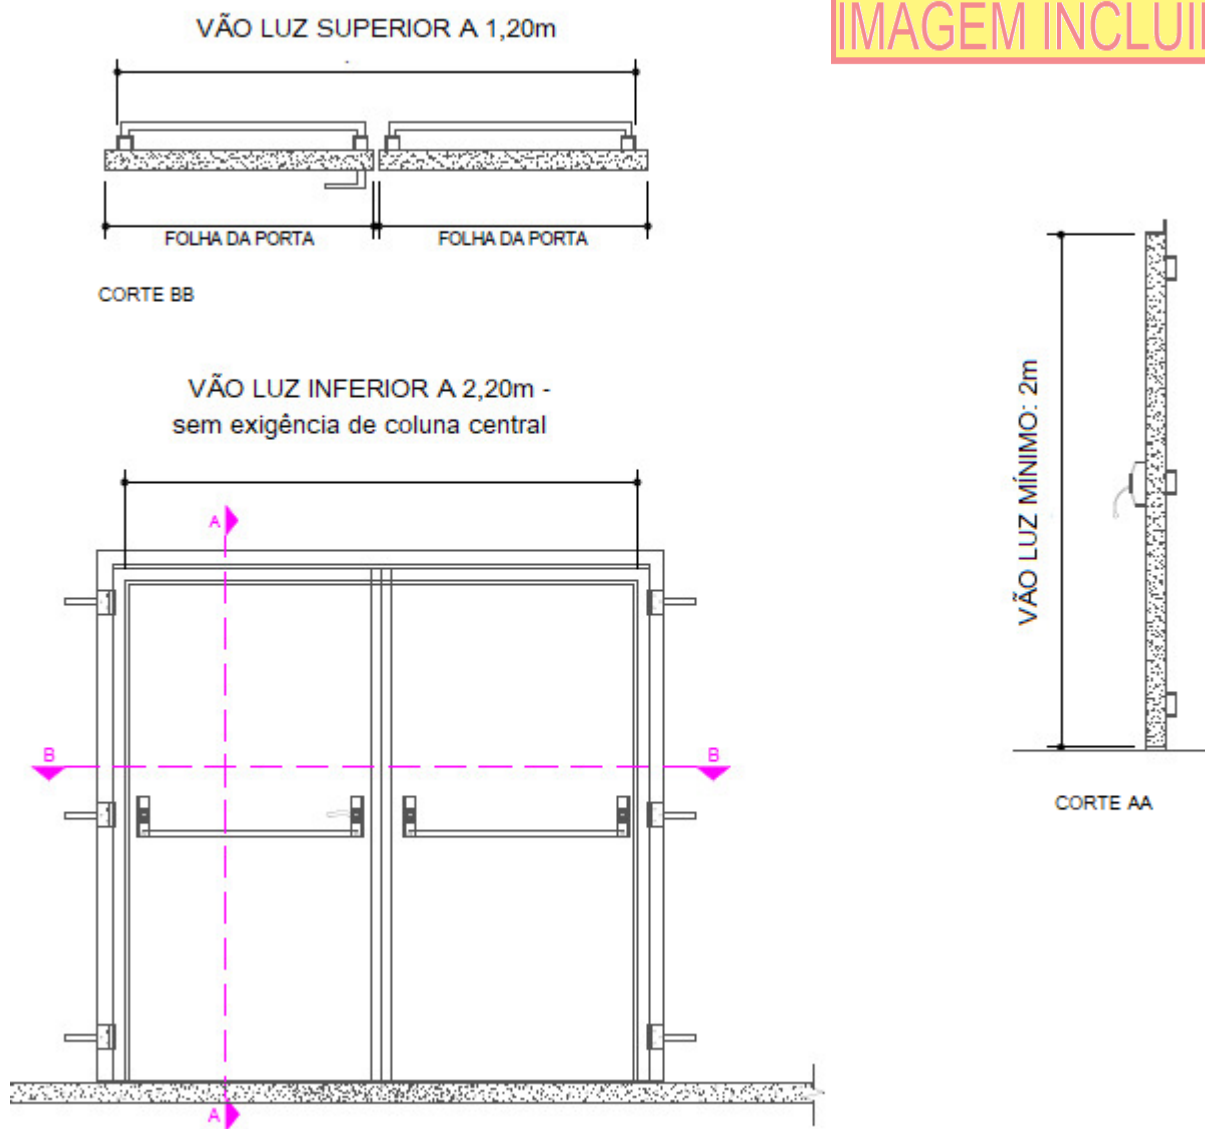 VÃO LUZ SUPERIOR A 1,20m
IMAGEM INCLUI
FOLHA DA PORTA
FOLHA DA PORTA
CORTE BB
VÃO LUZ INFERIOR A 2,20m -
sem exigência de coluna central
A
B
B
A
VÃO LUZ MÍNIMO: 2m
CORTE AA